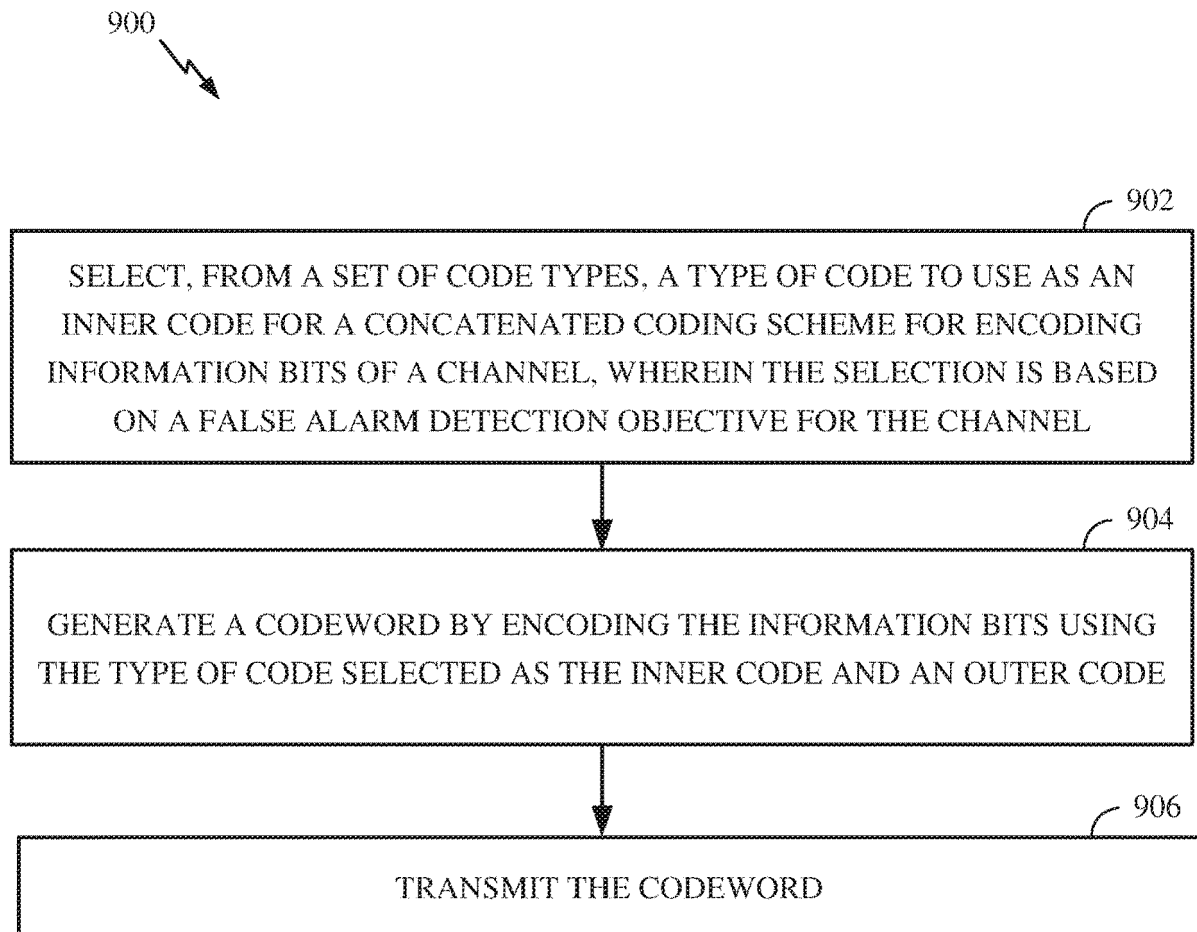 900
902
SELECT, FROM A SET OF CODE TYPES, A TYPE OF CODE TO USE AS AN
INNER CODE FOR A CONCATENATED CODING SCHEME FOR ENCODING
INFORMATION BITS OF A CHANNEL, WHEREIN THE SELECTION IS BASED
ON A FALSE ALARM DETECTION OBJECTIVE FOR THE CHANNEL
904
GENERATE A CODEWORD BY ENCODING THE INFORMATION BITS USING
THE TYPE OF CODE SELECTED AS THE INNER CODE AND AN OUTER CODE
906
TRANSMIT THE CODEWORD